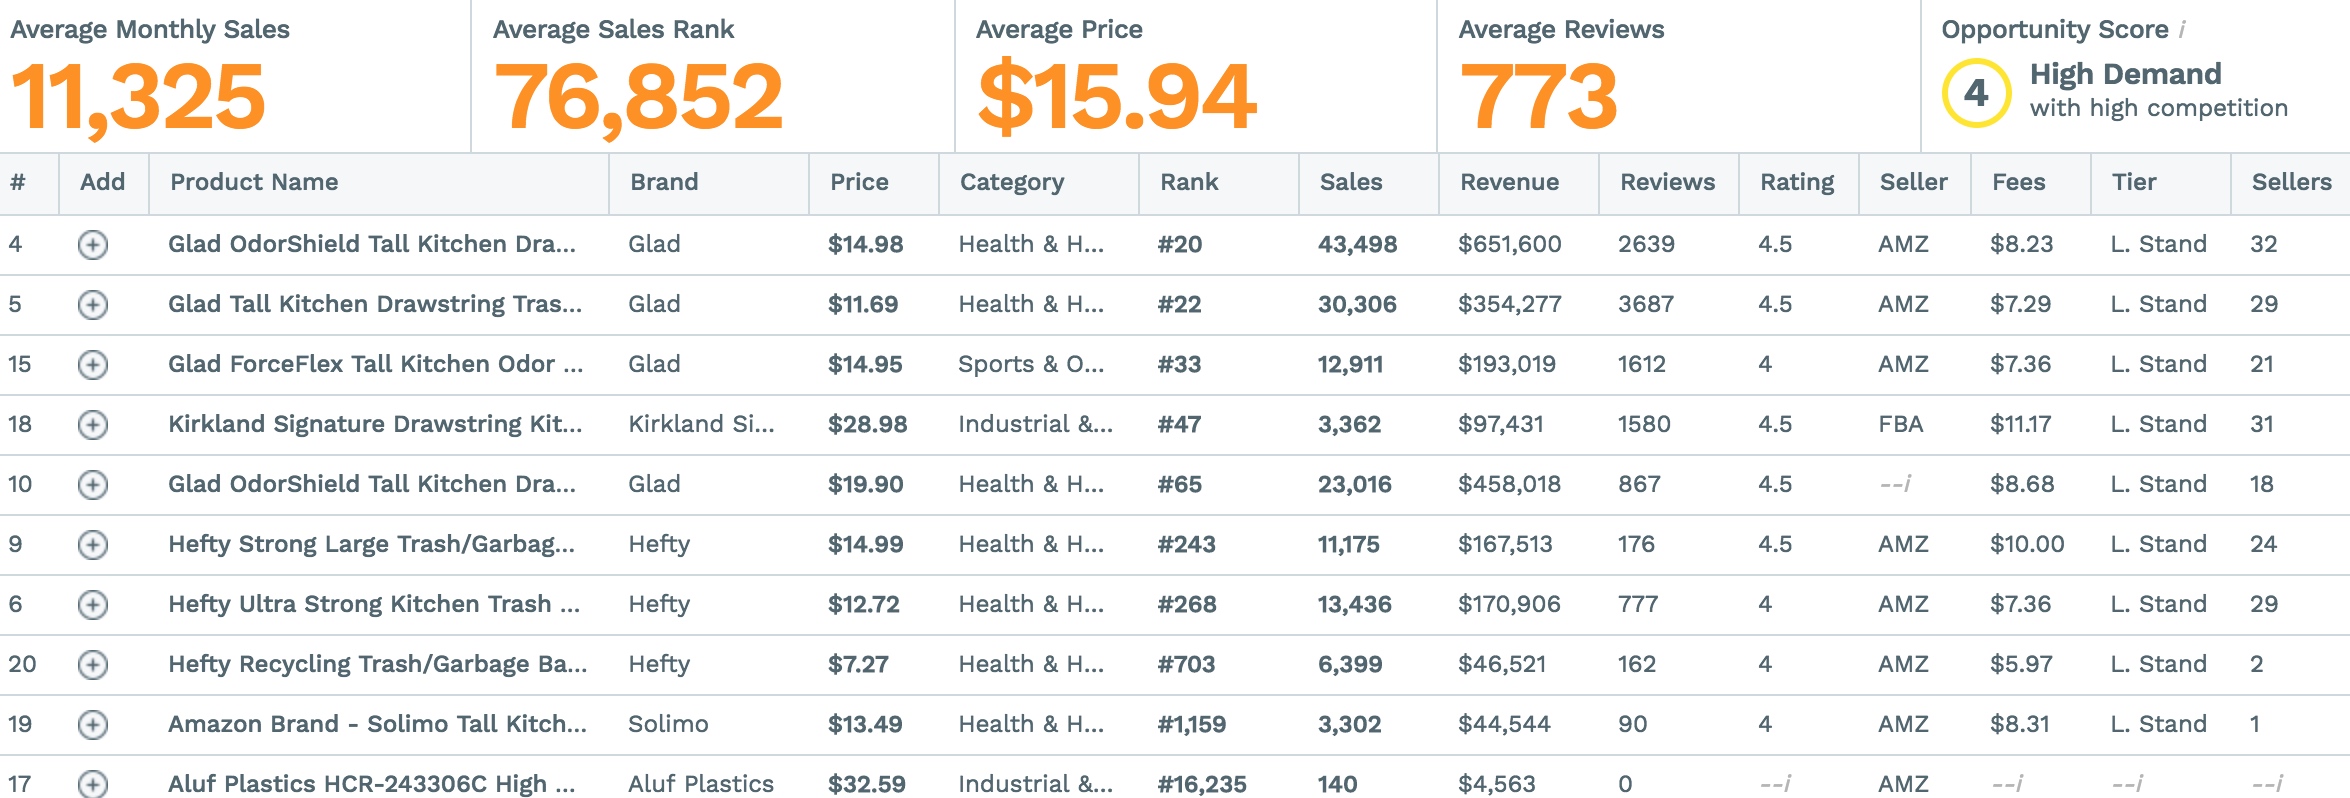 Average Monthly Sales Average Sales Rank Average Price Average Reviews Opportunity Score i
11,325 76,852 $15.94 773 4 High Demand
with high competition
# Add Product Name Brand Price Category Rank Sales Revenue Reviews Rating Seller Fees Tier Sellers
4 Glad OdorShield Tall Kitchen Dra... Glad $14.98 Health & H... #20 43,498 $651,600 2639 4.5 AMZ $8.23 L. Stand 32
5 Glad Tall Kitchen Drawstring Tras... Glad $11.69 Health & H... #22 30,306 $354,277 3687 4.5 AMZ $7.29 L. Stand 29
15 Glad ForceFlex Tall Kitchen Odor ... Glad $14.95 Sports & O... #33 12,911 $193,019 1612 4 AMZ $7.36 L. Stand 21
18 Kirkland Signature Drawstring Kit... Kirkland Si... $28.98 Industrial &... #47 3,362 $97,431 1580 4.5 FBA $11.17 L. Stand 31
10 Glad OdorShield Tall Kitchen Dra... Glad $19.90 Health & H... #65 23,016 $458,018 867 4.5 --i $8.68 L. Stand 18
9 Hefty Strong Large Trash/Garbag... Hefty $14.99 Health & H... #243 11,175 $167,513 176 4.5 AMZ $10.00 L. Stand 24
6 Hefty Ultra Strong Kitchen Trash ... Hefty $12.72 Health & H... #268 13,436 $170,906 777 4 AMZ $7.36 L. Stand 29
20 Hefty Recycling Trash/Garbage Ba... Hefty $7.27 Health & H... #703 6,399 $46,521 162 4 AMZ $5.97 L. Stand 2
19 Amazon Brand - Solimo Tall Kitch... Solimo $13.49 Health & H... #1,159 3,302 $44,544 90 4 AMZ $8.31 L. Stand 1
17 Aluf Plastics HCR-243306C High ... Aluf Plastics $32.59 Industrial &... #16,235 140 $4,563 0 --i AMZ --i --i --i